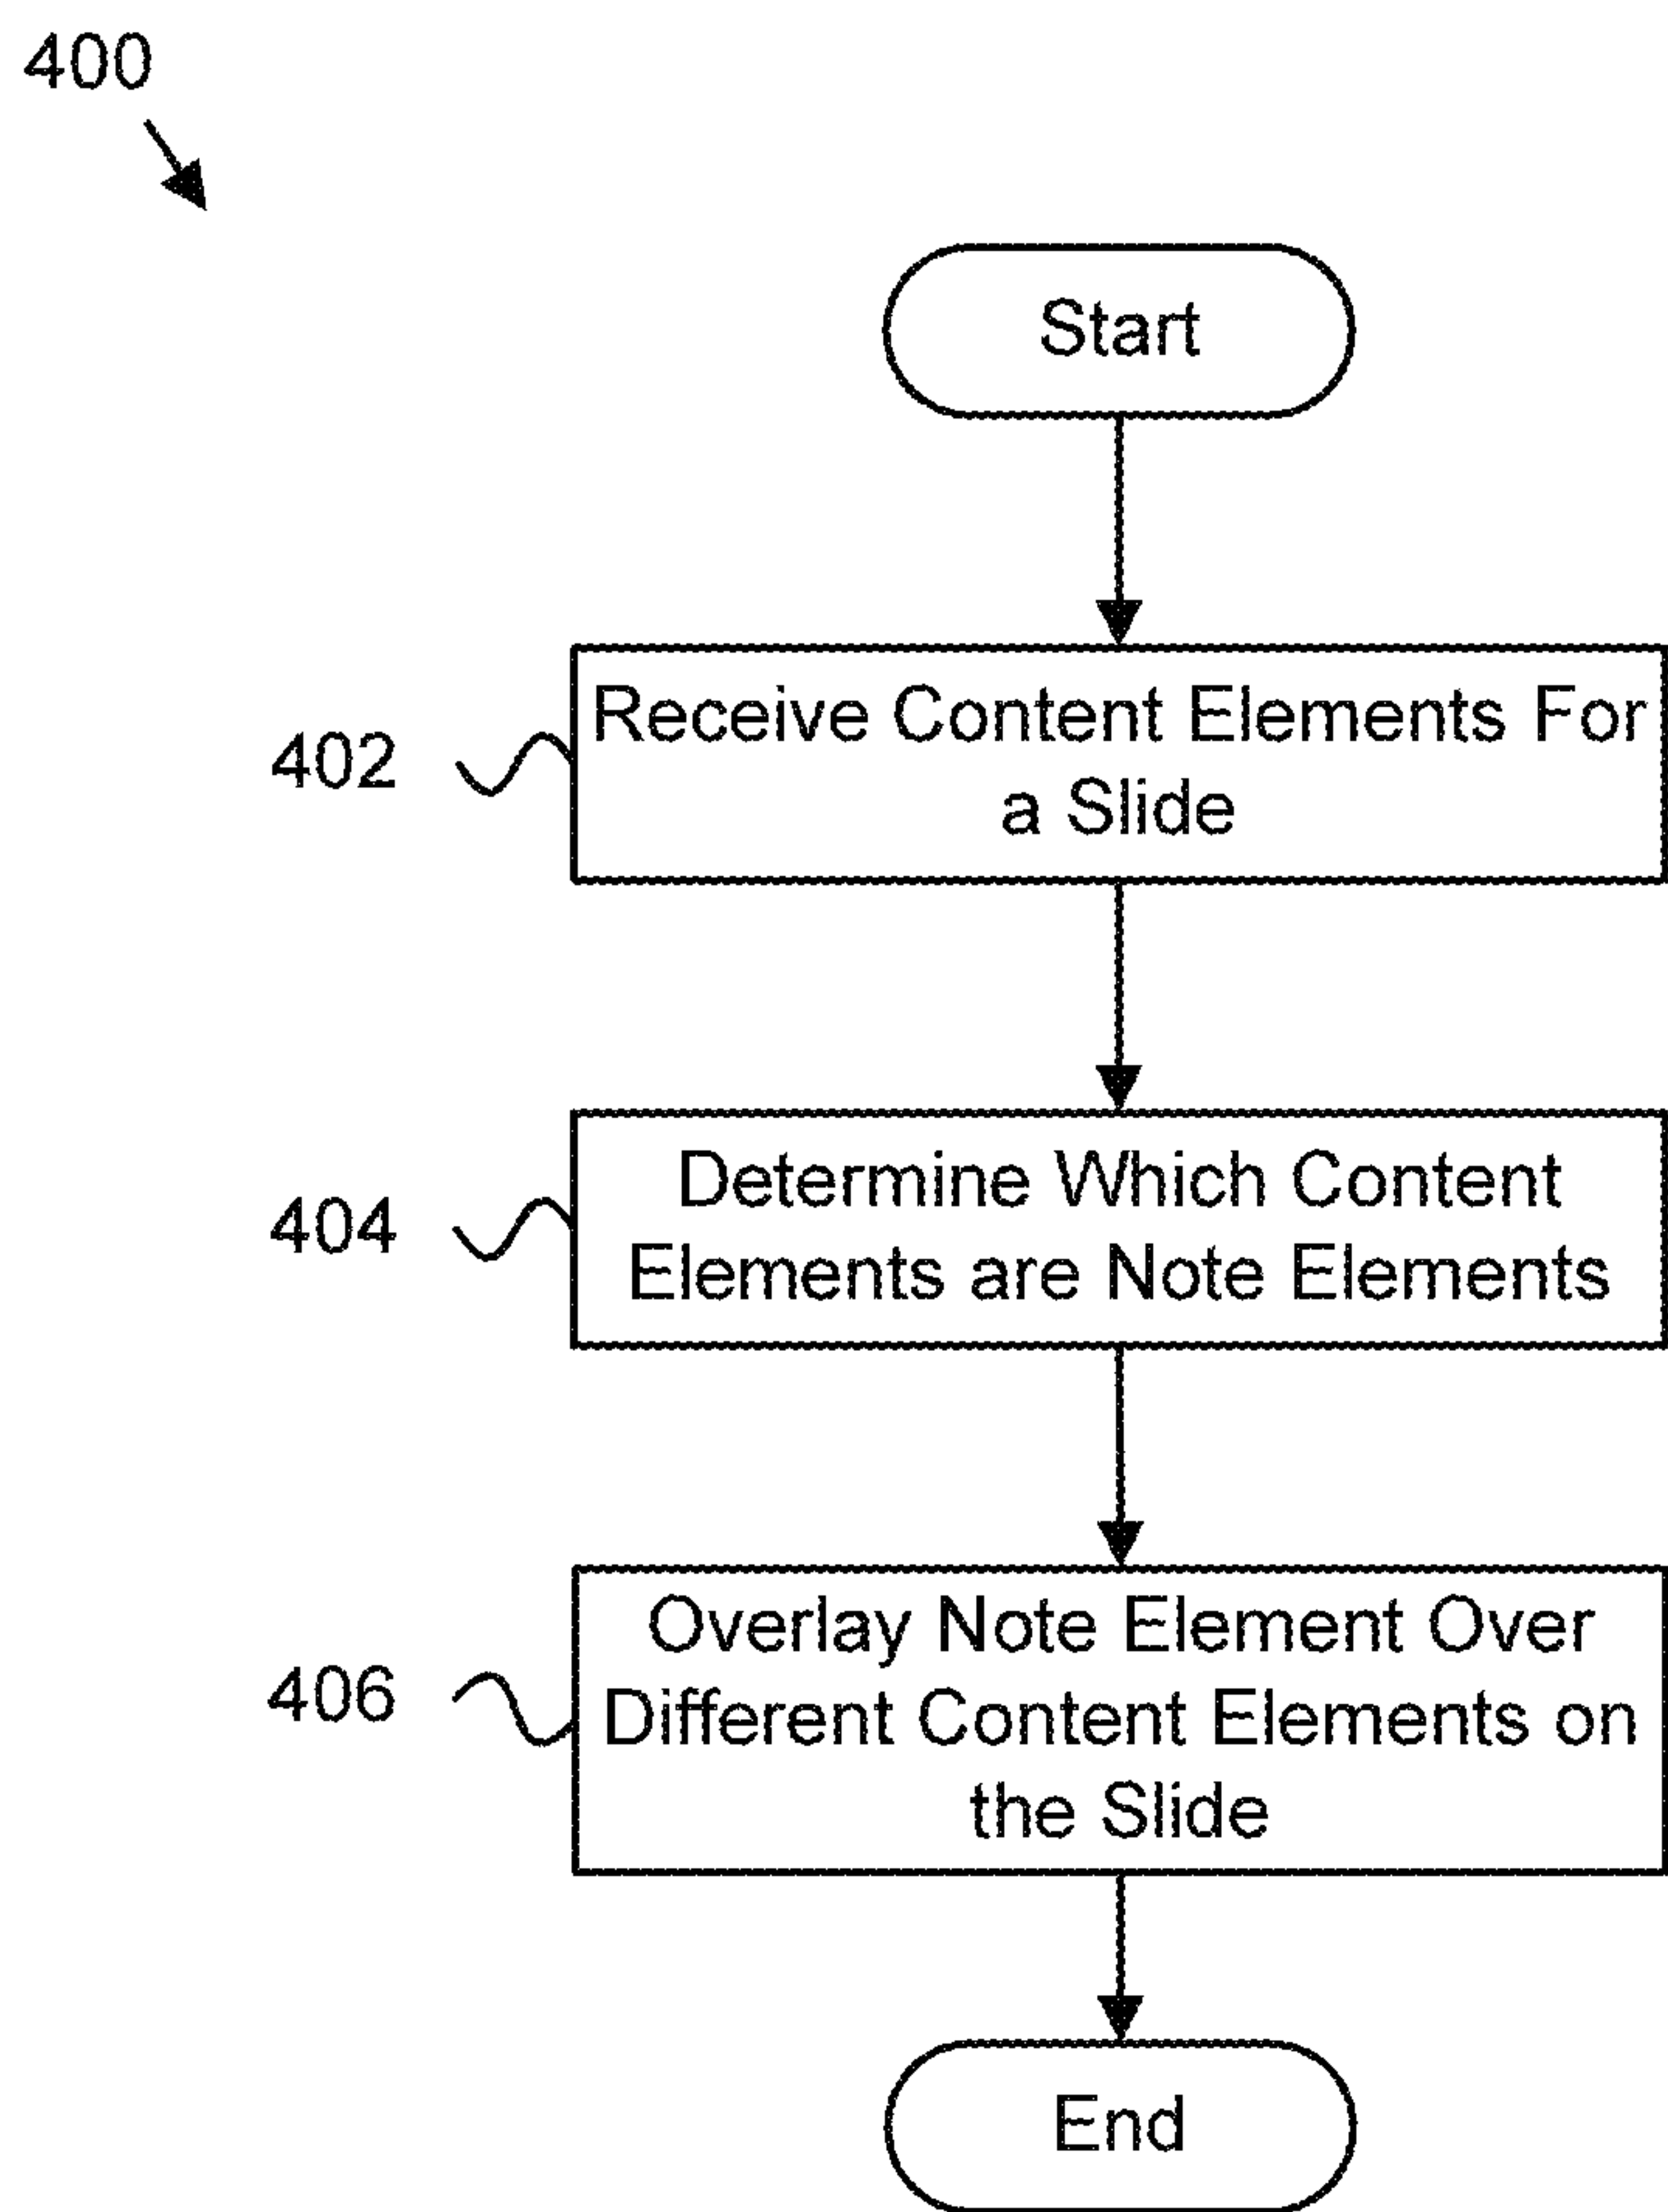 400
Start
402
Receive Content Elements For
a Slide
404
Determine Which Content
Elements are Note Elements
406
Overlay Note Element Over
Different Content Elements on
the Slide
End